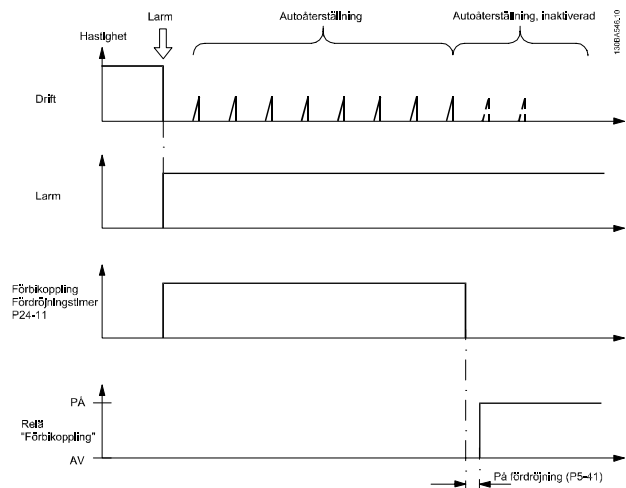 Larm
Autoåterställning
Autoåterställning, inaktiverad
130BA546.10
Hastighet
Drift
Larm
Förbikoppling
Fördröjningstimer
P24-11
PÅ
Relä
"Förbikoppling"
AV
På fördröjning (P5-41)